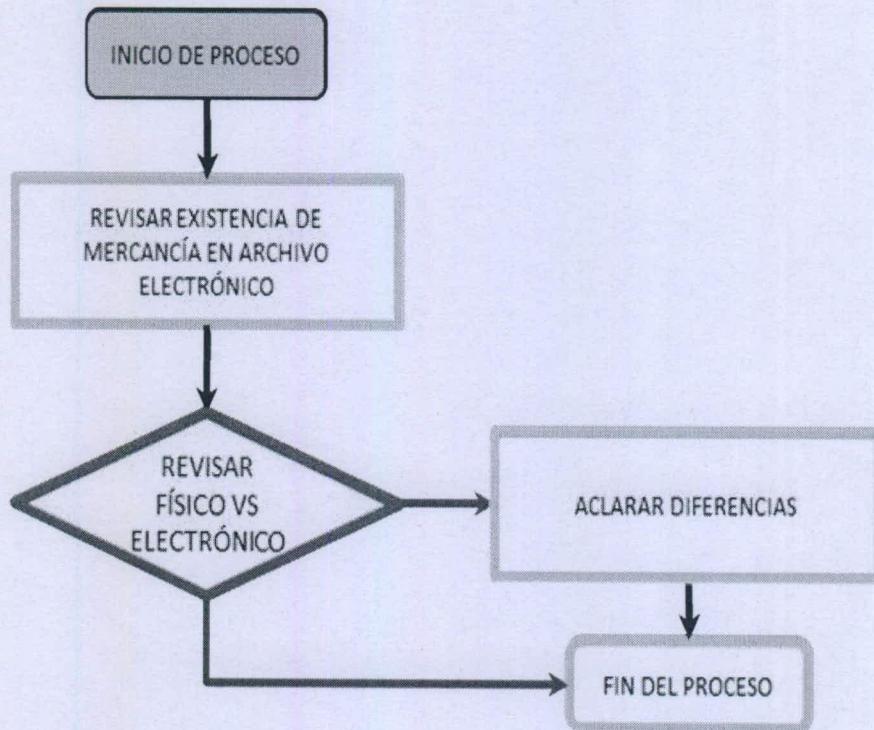 INICIO DE PROCESO
REVISAR EXISTENCIA DE
MERCANCÍA EN ARCHIVO
ELECTRÓNICO
REVISAR
FÍSICO VS
ELECTRÓNICO
ACLARAR DIFERENCIAS
FIN DEL PROCESO